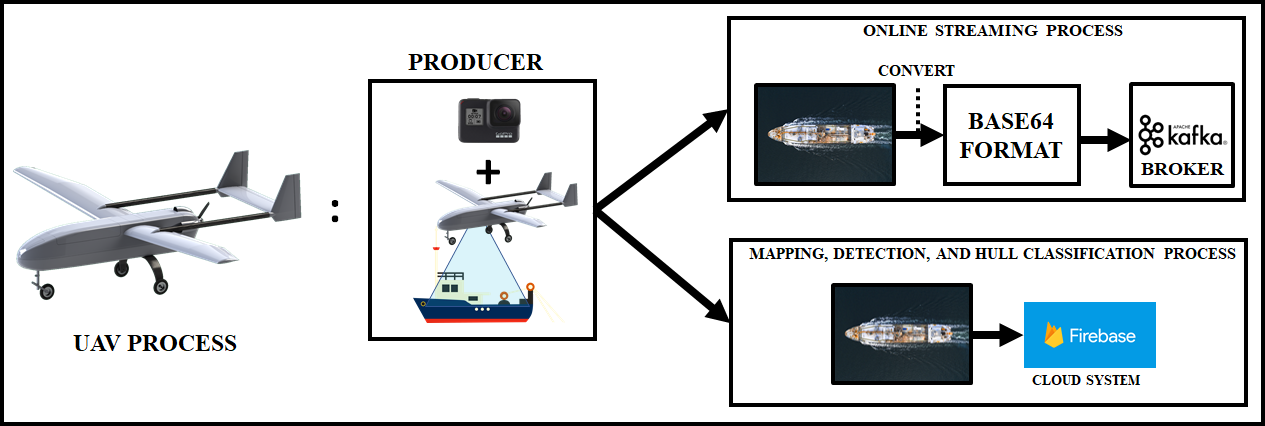 UAV PROCESS
:
PRODUCER
+
ONLINE STREAMING PROCESS
CONVERT
BASE64
FORMAT
APACHE
kafka®
BROKER
MAPPING, DETECTION, AND HULL CLASSIFICATION PROCESS
Firebase
CLOUD SYSTEM